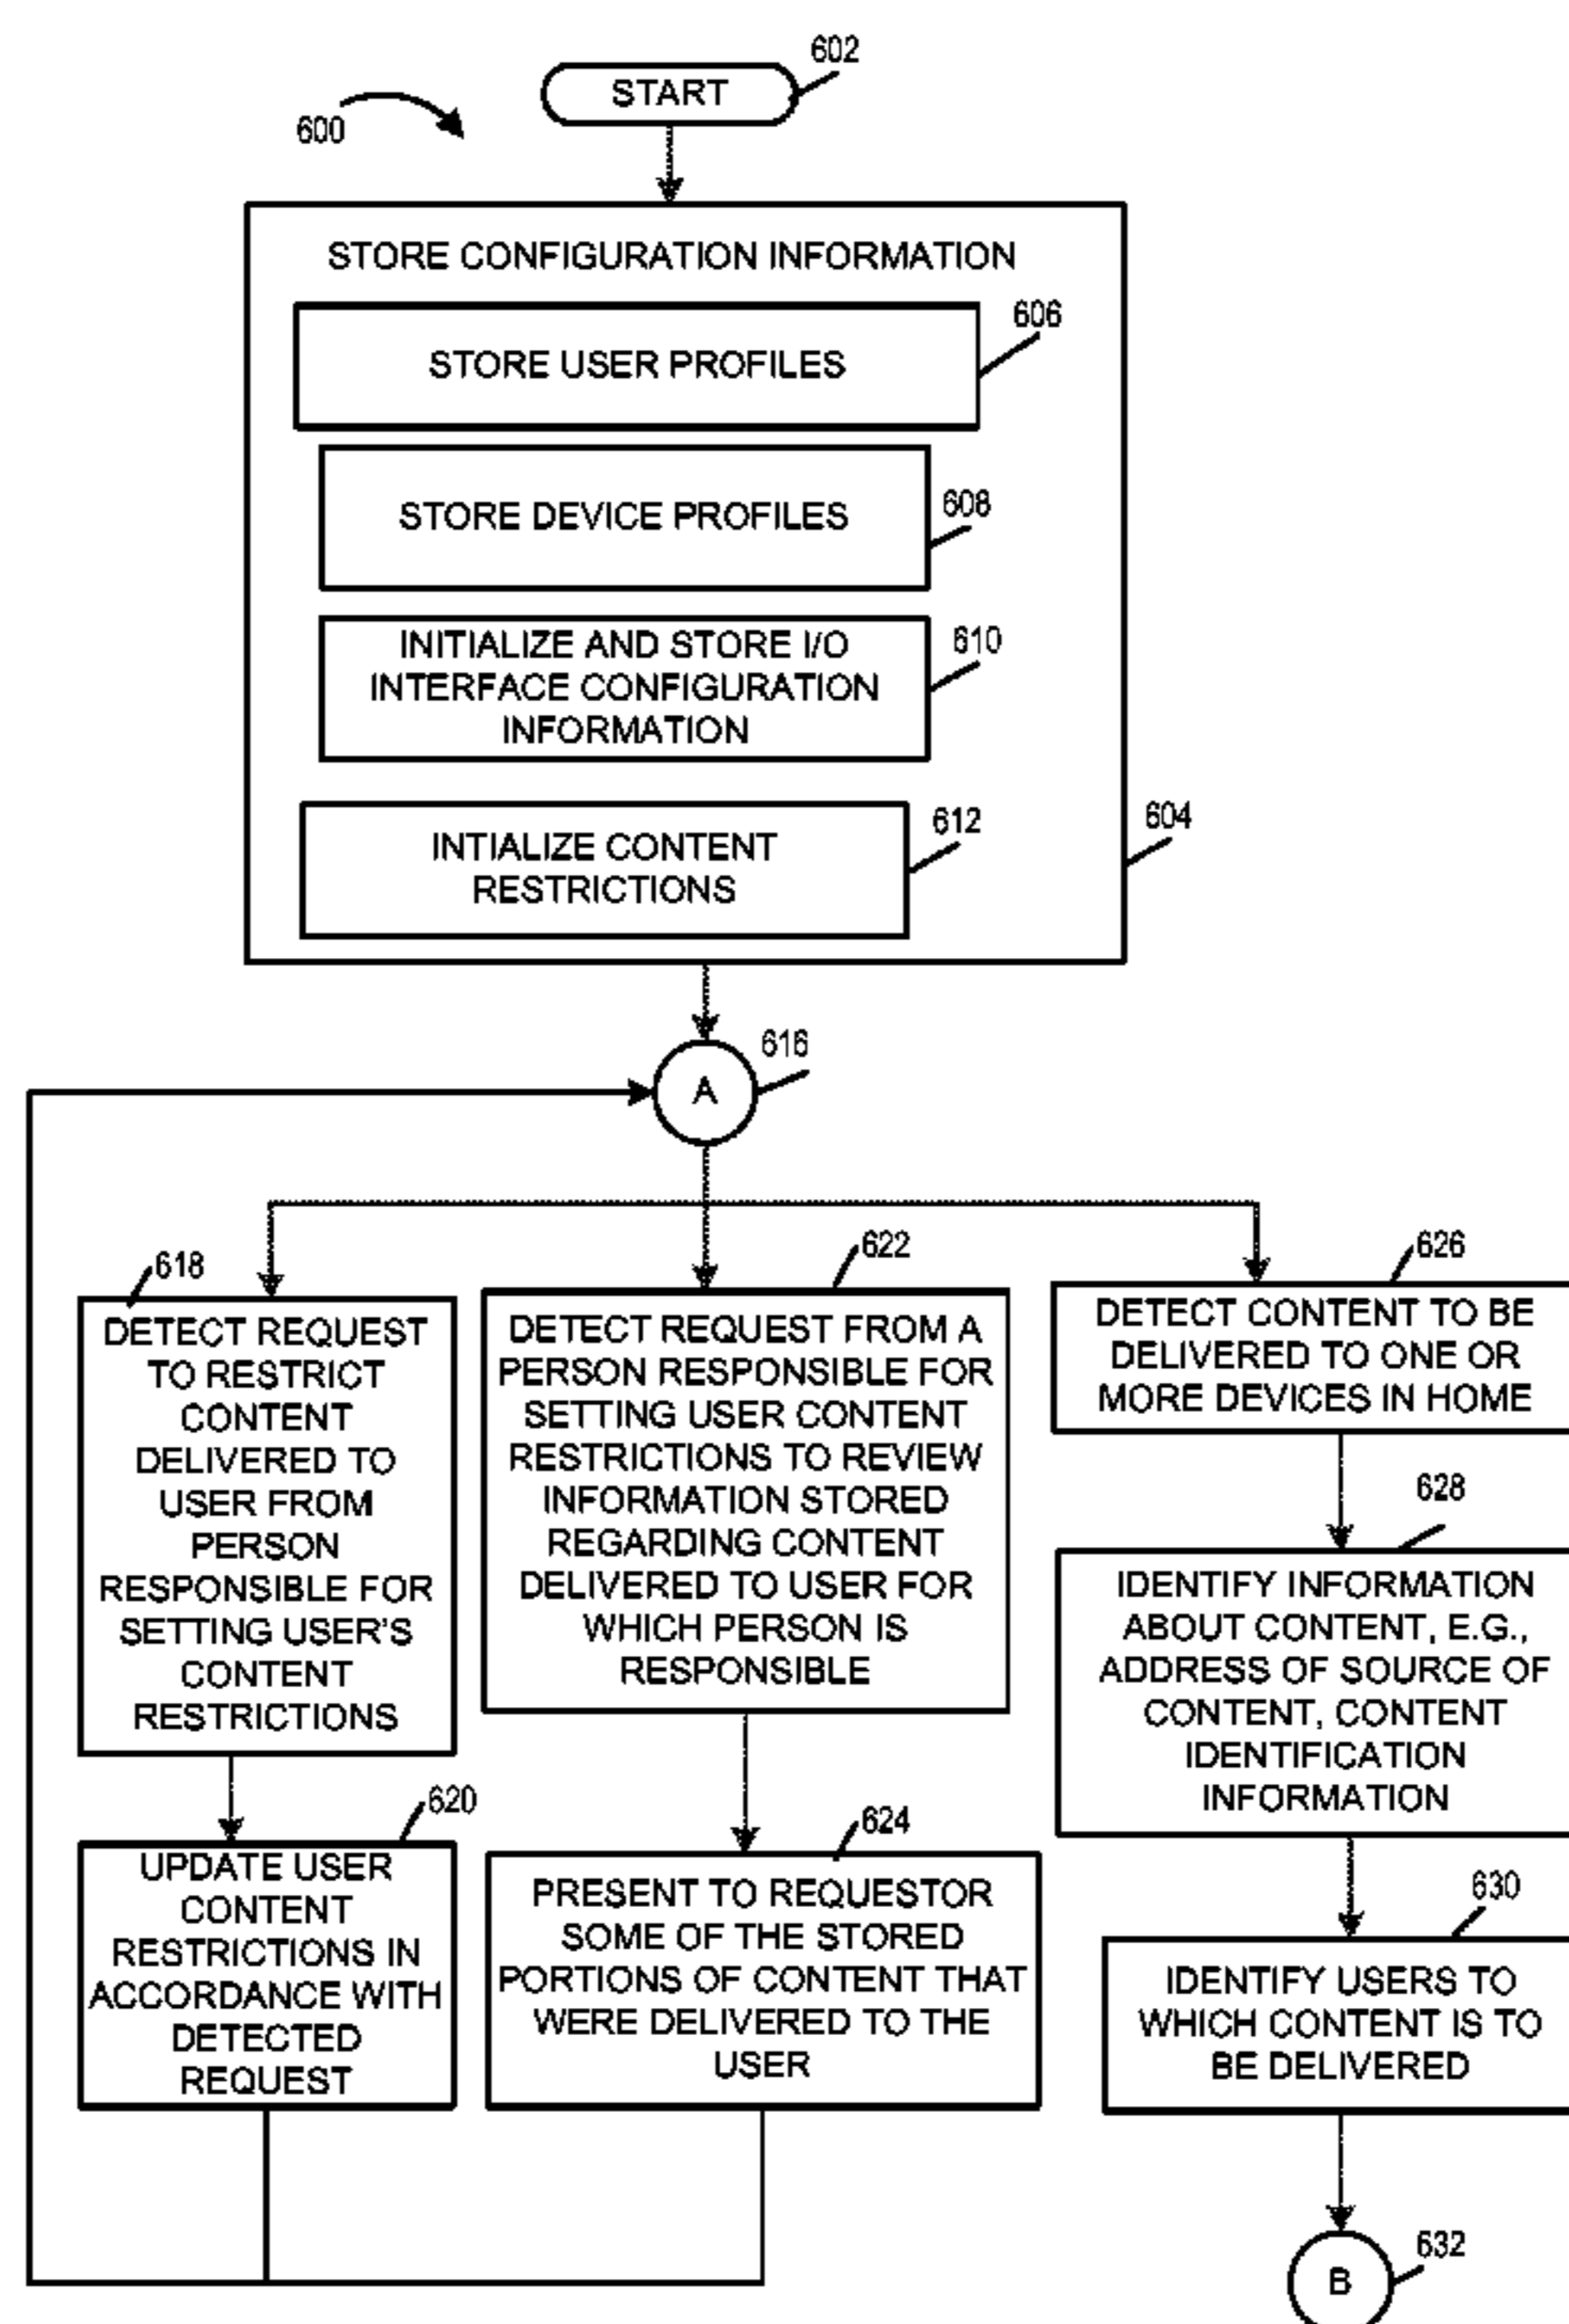 602
START
600
STORE CONFIGURATION INFORMATION
606
STORE USER PROFILES
608
STORE DEVICE PROFILES
610
INITIALIZE AND STORE I/O
INTERFACE CONFIGURATION
INFORMATION
612
INTIALIZE CONTENT
RESTRICTIONS
604
616
A
618
DETECT REQUEST
TO RESTRICT
CONTENT
DELIVERED TO
USER FROM
PERSON
RESPONSIBLE FOR
SETTING USER'S
CONTENT
RESTRICTIONS
620
UPDATE USER
CONTENT
RESTRICTIONS IN
ACCORDANCE WITH
DETECTED
REQUEST
622
DETECT REQUEST FROM A
PERSON RESPONSIBLE FOR
SETTING USER CONTENT
RESTRICTIONS TO REVIEW
INFORMATION STORED
REGARDING CONTENT
DELIVERED TO USER FOR
WHICH PERSON IS
RESPONSIBLE
624
PRESENT TO REQUESTOR
SOME OF THE STORED
PORTIONS OF CONTENT THAT
WERE DELIVERED TO THE
USER
626
DETECT CONTENT TO BE
DELIVERED TO ONE OR
MORE DEVICES IN HOME
628
IDENTIFY INFORMATION
ABOUT CONTENT, E.G.,
ADDRESS OF SOURCE OF
CONTENT, CONTENT
IDENTIFICATION
INFORMATION
630
IDENTIFY USERS TO
WHICH CONTENT IS TO
BE DELIVERED
632
B